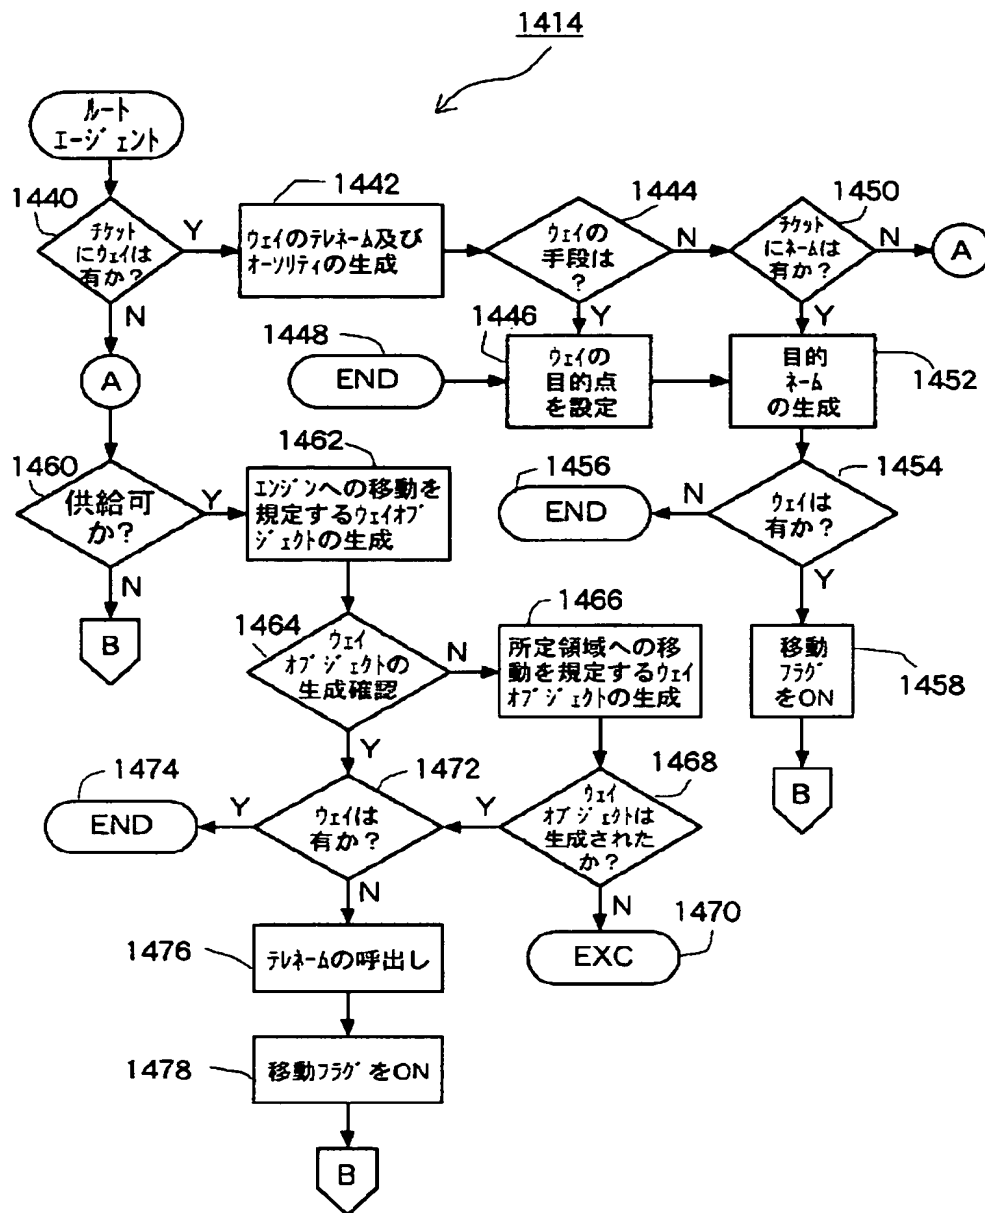 1414
ﾙｰﾄ
ｴｰｼﾞｪﾝﾄ
1440
ﾁｹｯﾄ
にｳｪｲは
有か?
Y
N
1442
ｳｪｲのﾃﾚﾈｰﾑ及び
ｵｰｿﾘﾃｨの生成
1444
ｳｪｲの
手段は
?
N
Y
1450
ﾁｹｯﾄ
にﾈｰﾑは
有か?
N
Y
A
A
1448
END
1446
ｳｪｲの
目的点
を設定
目的
ﾈｰﾑ
の生成
1452
1460
供給可
か?
Y
N
B
1462
ｴﾝｼﾞﾝへの移動を
規定するｳｪｲｵﾌﾞ
ｼﾞｪｸﾄの生成
1456
END
N
1454
ｳｪｲは
有か?
Y
1464
ｳｪｲ
ｵﾌﾞｼﾞｪｸﾄの
生成確認
N
Y
1466
所定領域への移
動を規定するｳｪｲ
ｵﾌﾞｼﾞｪｸﾄの生成
移動
ﾌﾗｸﾞ
をON
1458
B
1474
END
Y
1472
ｳｪｲは
有か?
N
Y
1468
ｳｪｲ
ｵﾌﾞｼﾞｪｸﾄは
生成された
か?
N
1470
EXC
1476
ﾃﾚﾈｰﾑの呼出し
1478
移動ﾌﾗｸﾞをON
B